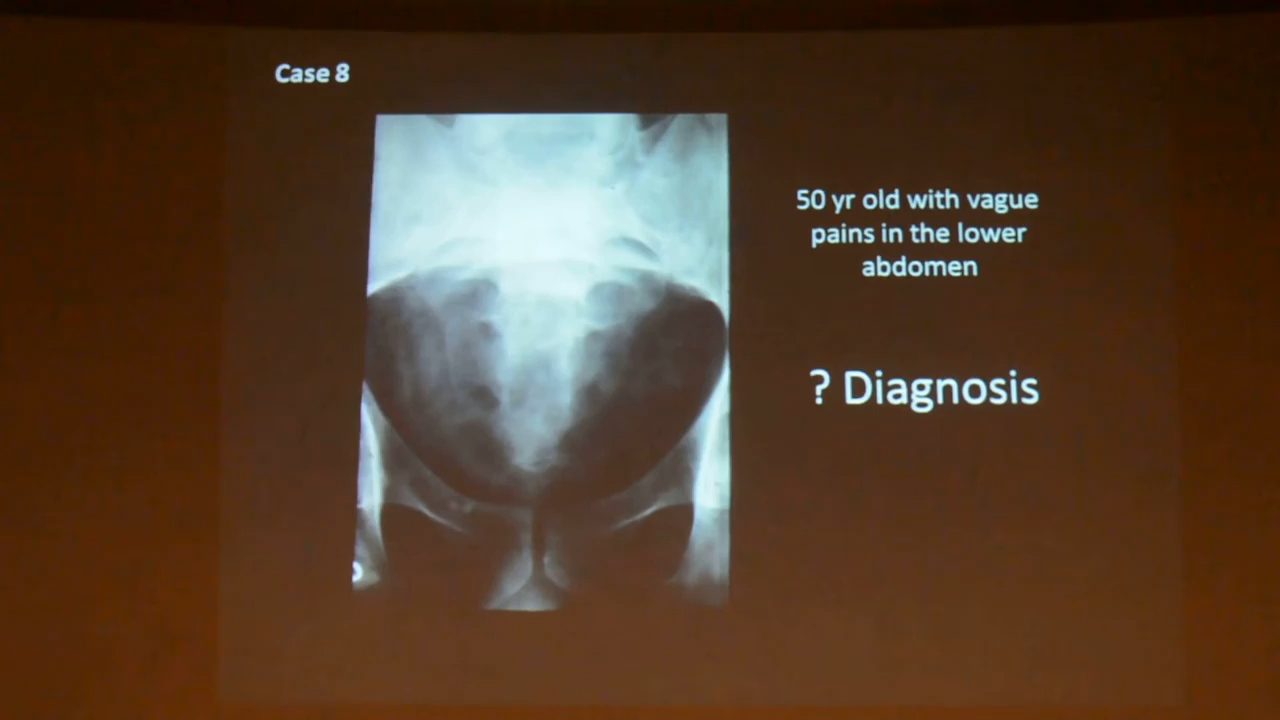 Case 8
50 yr old with vague
pains in the lower
abdomen
? Diagnosis